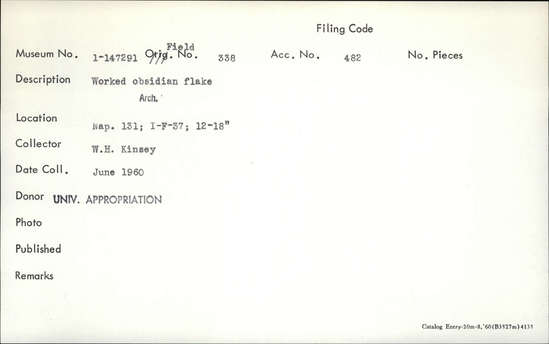 Filing Code
Museum No. 1-147291 Orig. Field No. 338 Acc. No. 482 No. Pieces
Description Worked obsidian flake
Arch.
Location Nap. 131; I-F-37; 12-18"
Collector W.H. Kinsey
Date Coll. June 1960
Donor UNIV. APPROPRIATION
Photo
Published
Remarks
Catalog Entry-20m-8,'60(B3927m)4139